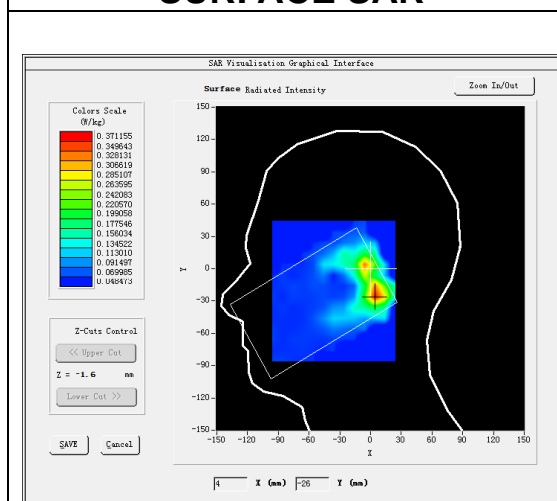 SURFACE SAR
SAR Visualisation Graphical Interface
Surface Radiated Intensity
Zoom In/Out
Colors Scale
(W/kg)
0.371155
0.349643
0.328131
0.306619
0.285107
0.263595
0.242083
0.220570
0.199058
0.177546
0.156034
0.134522
0.113010
0.091497
0.069985
0.048473
Z-Cuts Control
<< Upper Cut
Z = -1.6 mm
Lower Cut >>
SAVE
Cancel
150
120
90
60
30
0
-30
-60
-90
-120
-150
Y
-150 -120 -90 -60 -30 0 30 60 90 120 150
X
4 X (mm) -26 Y (mm)